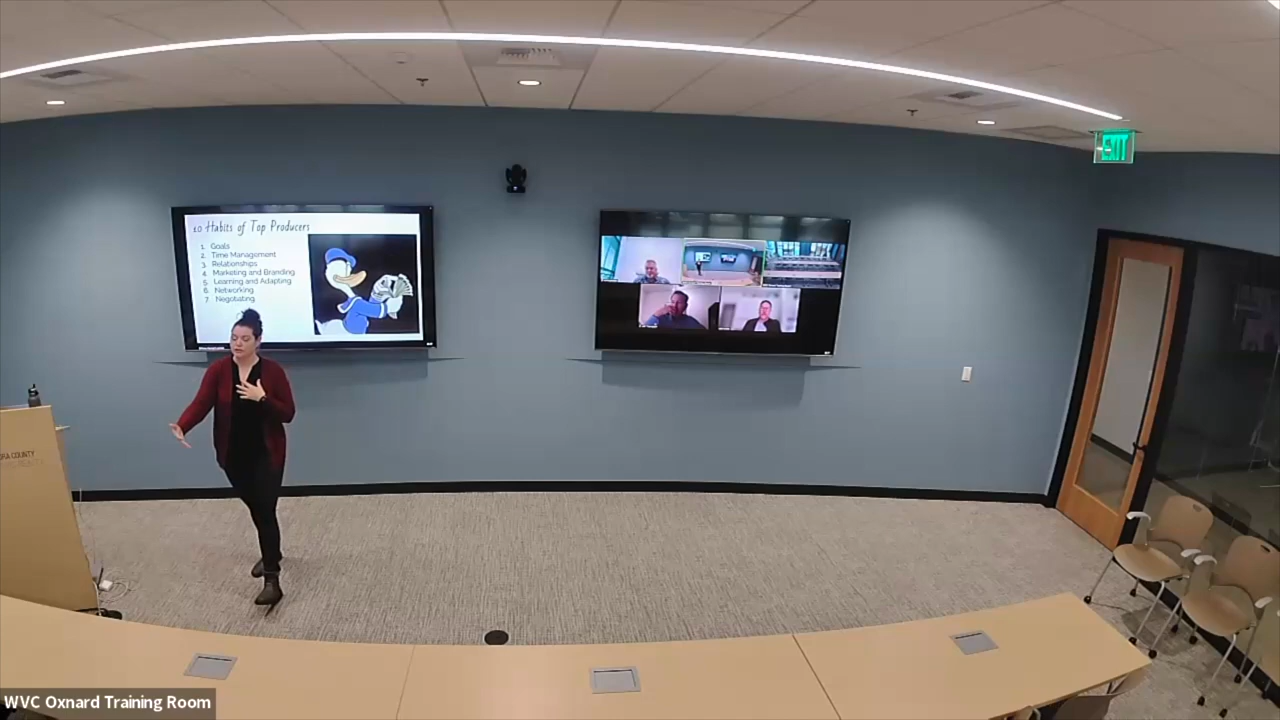 EXIT
10 Habits of Top Producers
1. Goals
2. Time Management
3. Relationships
4. Marketing and Branding
5. Learning and Adapting
6. Networking
7. Negotiating
COUNTY
WVC Oxnard Training Room